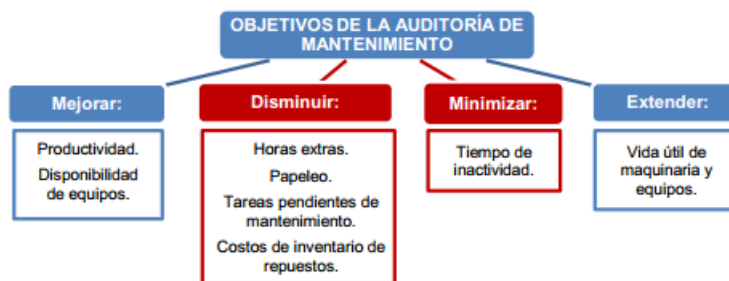 OBJETIVOS DE LA AUDITORÍA DE
MANTENIMIENTO
Mejorar:
Productividad.
Disponibilidad
de equipos.
Disminuir:
Horas extras.
Papeleo.
Tareas pendientes de
mantenimiento.
Costos de inventario de
repuestos.
Minimizar:
Tiempo de
inactividad.
Extender:
Vida útil de
maquinaria y
equipos.